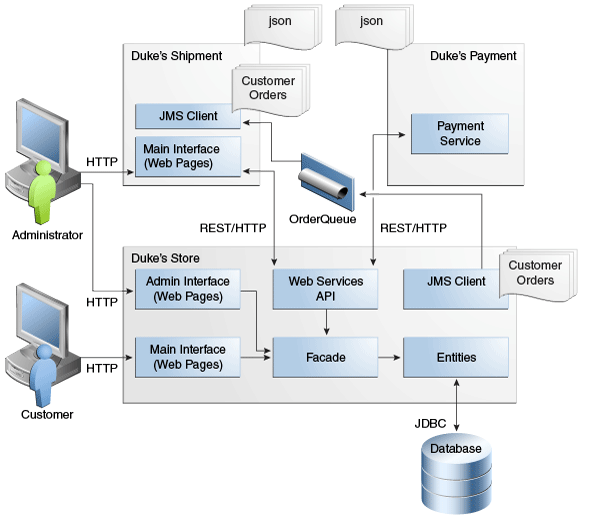 json
json
Duke's Shipment
Duke's Payment
Customer
Orders
JMS Client
Payment
Service
Main Interface
(Web Pages)
HTTP
Administrator
OrderQueue
REST/HTTP
REST/HTTP
Duke's Store
Customer
Orders
Admin Interface
(Web Pages)
Web Services
API
JMS Client
HTTP
Main Interface
(Web Pages)
Facade
Entities
HTTP
Customer
JDBC
Database